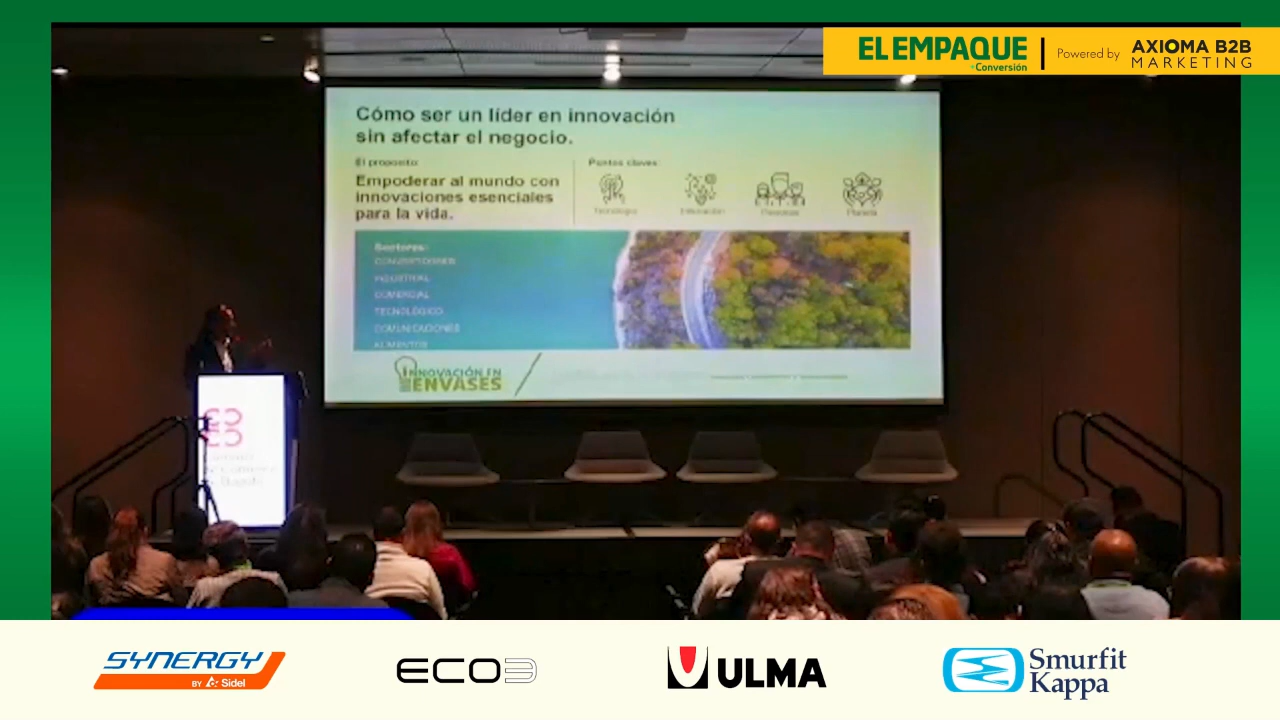 EL EMPAQUE
+Conversión
Powered by
AXIOMA B2B
MARKETING
Cómo ser un líder en innovación
sin afectar el negocio.
El propósito:
Empoderar al mundo con
innovaciones esenciales
para la vida.
Puntos claves:
Tecnología
Innovación
Personas
Planeta
Sectores:
INDUSTRIAL
COMERCIAL
TECNOLÓGICO
COMUNICACIONES
ALIMENTOS
INNOVACIÓN EN
ENVASES
SYNERGY
BY Sidel
ECO3
ULMA
Smurfit
Kappa